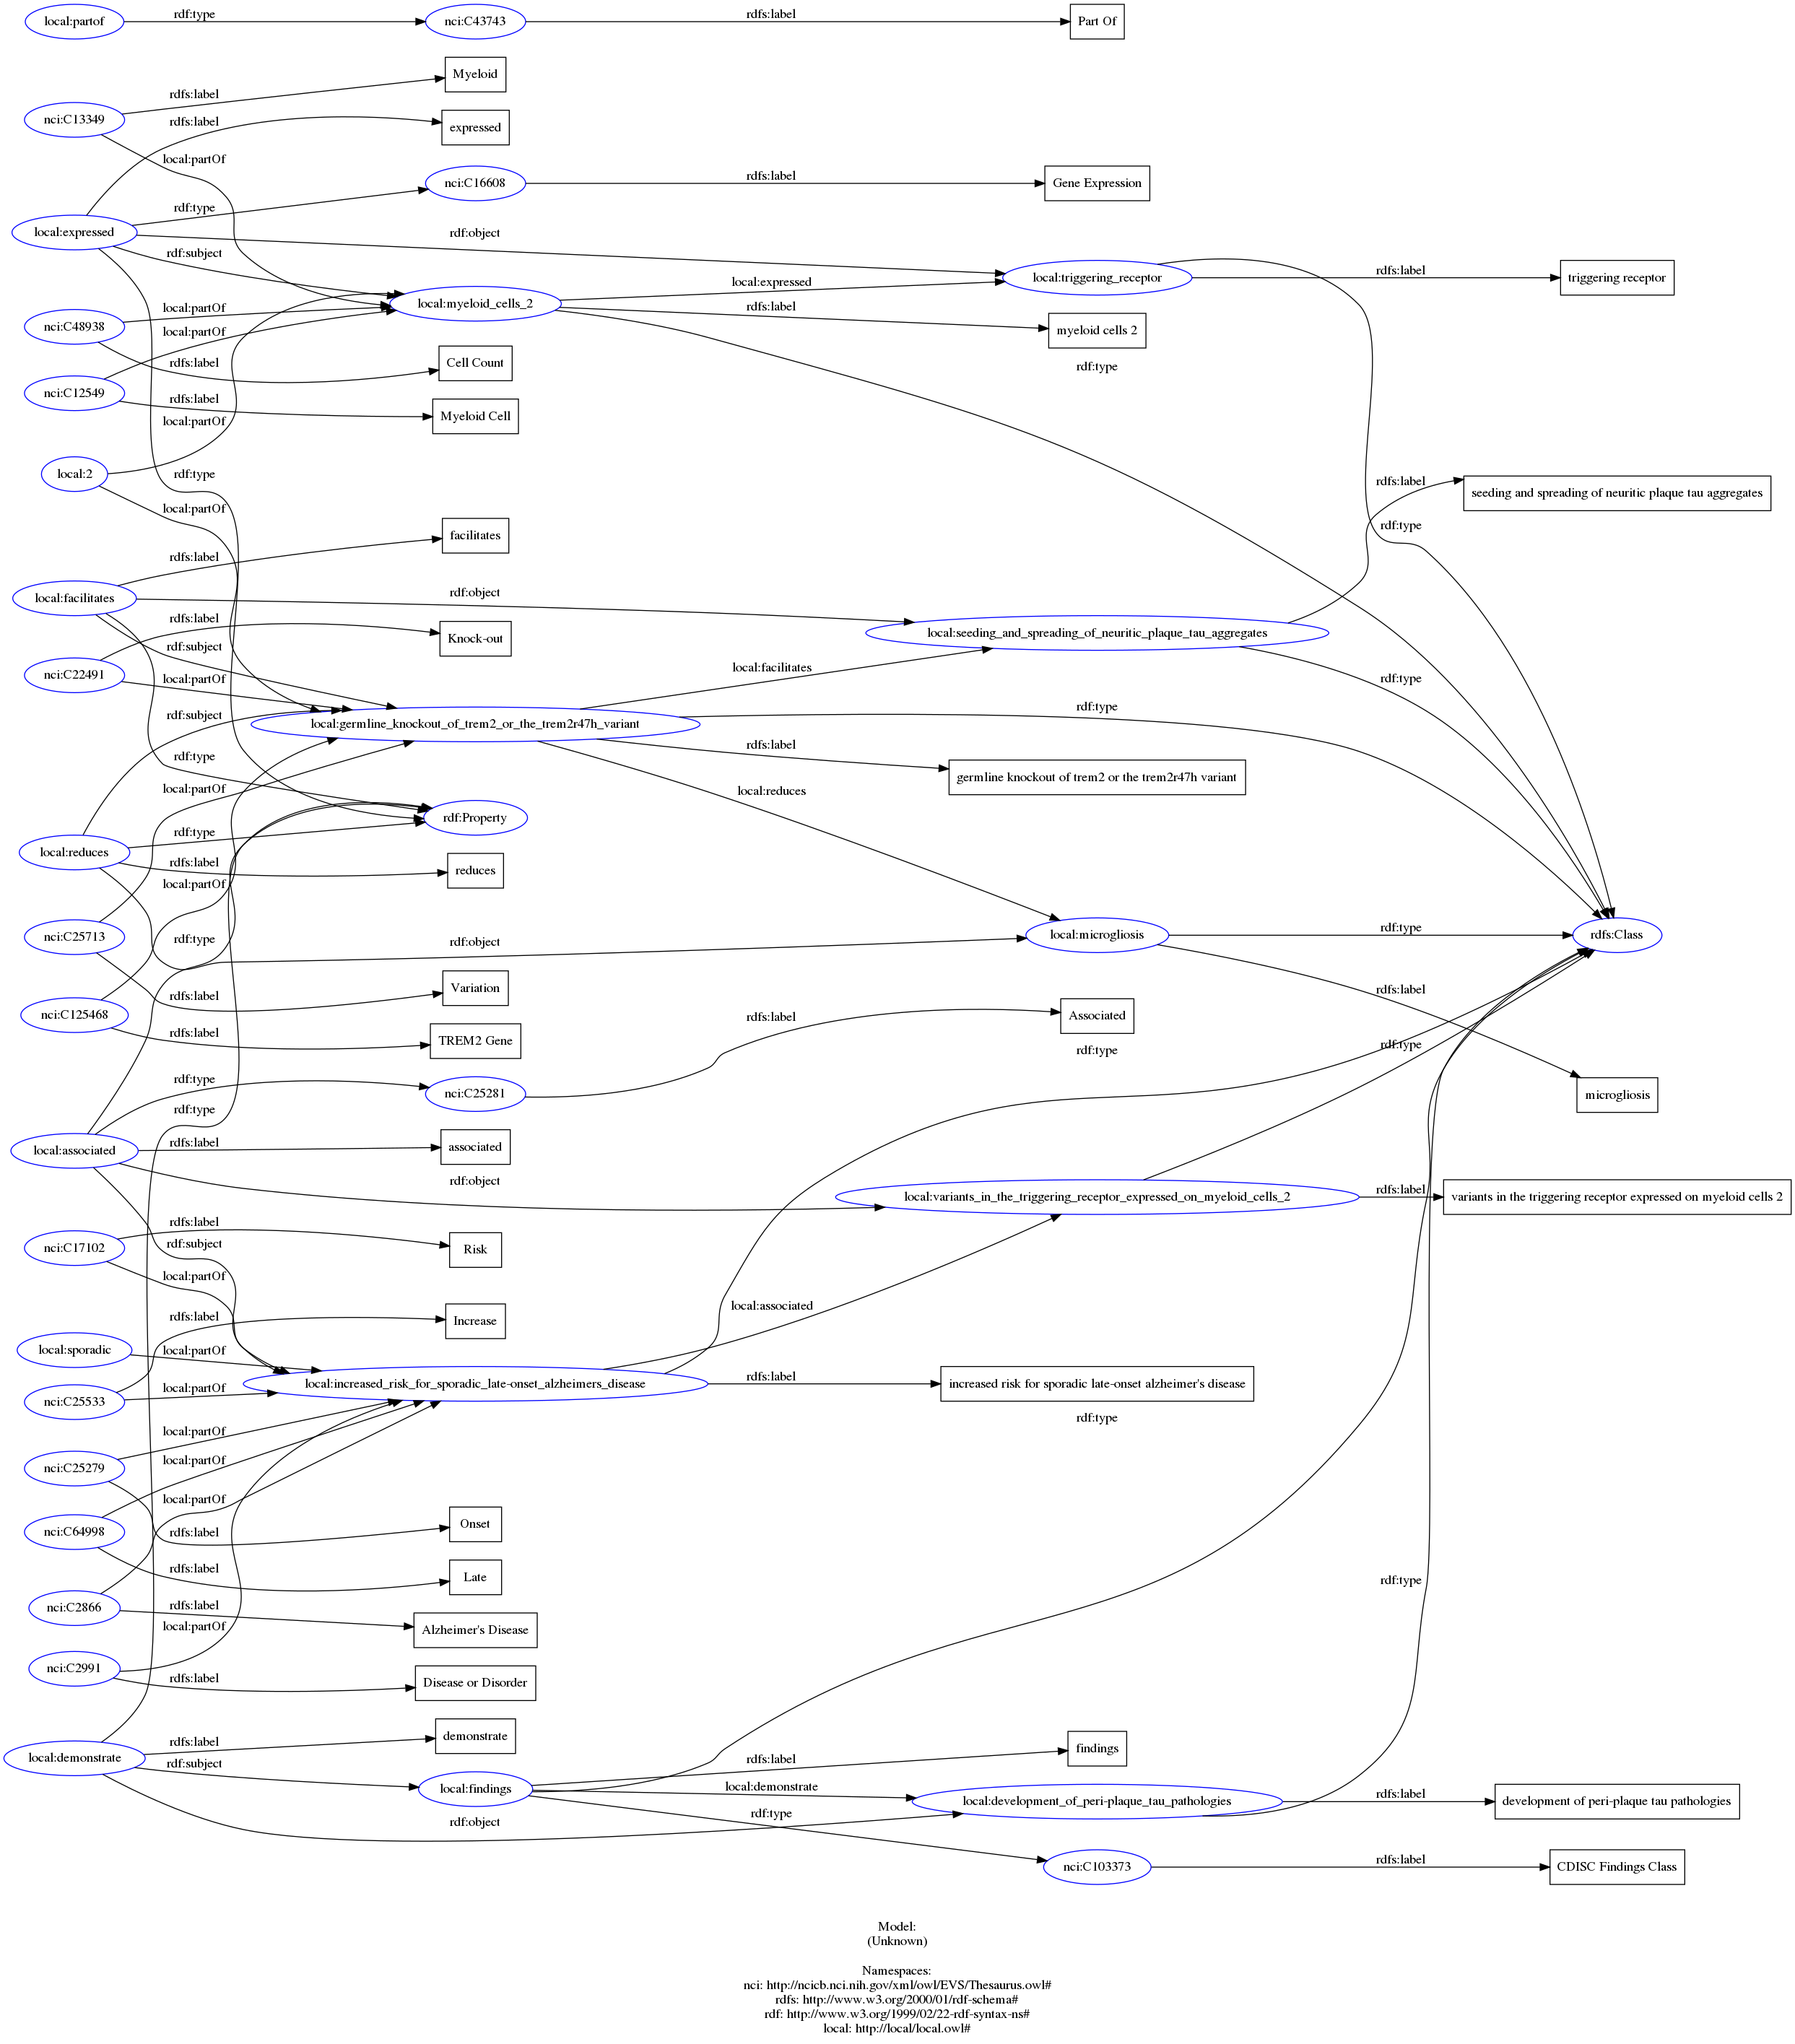 local:partof
rdf:type
nci:C43743
rdfs:label
Part Of
Myeloid
rdfs:label
nci:C13349
rdfs:label
expressed
local:partOf
nci:C16608
rdfs:label
Gene Expression
rdf:type
local:expressed
rdf:object
rdf:subject
local:triggering_receptor
rdfs:label
triggering receptor
local:expressed
local:myeloid_cells_2
rdfs:label
myeloid cells 2
local:partOf
nci:C48938
local:partOf
rdfs:label
Cell Count
rdf:type
nci:C12549
rdfs:label
Myeloid Cell
local:partOf
local:2
rdf:type
rdfs:label
seeding and spreading of neuritic plaque tau aggregates
local:partOf
rdf:type
facilitates
rdfs:label
local:facilitates
rdf:object
rdfs:label
Knock-out
local:seeding_and_spreading_of_neuritic_plaque_tau_aggregates
rdf:subject
nci:C22491
local:partOf
local:facilitates
rdf:type
rdf:subject
rdf:type
local:germline_knockout_of_trem2_or_the_trem2r47h_variant
rdfs:label
rdf:type
germline knockout of trem2 or the trem2r47h variant
local:partOf
local:reduces
rdf:Property
rdf:type
local:reduces
rdfs:label
reduces
local:partOf
nci:C25713
rdf:object
local:microgliosis
rdf:type
rdfs:Class
rdf:type
Variation
rdfs:label
rdfs:label
nci:C125468
rdfs:label
TREM2 Gene
rdfs:label
Associated
rdf:type
rdf:type
rdf:type
nci:C25281
microgliosis
rdf:type
local:associated
rdfs:label
associated
rdf:object
local:variants_in_the_triggering_receptor_expressed_on_myeloid_cells_2
rdfs:label
variants in the triggering receptor expressed on myeloid cells 2
nci:C17102
rdfs:label
Risk
rdf:subject
local:partOf
local:associated
rdfs:label
Increase
local:sporadic
local:partOf
local:increased_risk_for_sporadic_late-onset_alzheimers_disease
rdfs:label
increased risk for sporadic late-onset alzheimer's disease
local:partOf
nci:C25533
rdf:type
local:partOf
nci:C25279
local:partOf
local:partOf
nci:C64998
rdfs:label
Onset
rdfs:label
Late
rdf:type
nci:C2866
rdfs:label
Alzheimer's Disease
local:partOf
nci:C2991
rdfs:label
Disease or Disorder
rdfs:label
demonstrate
local:demonstrate
rdf:subject
local:findings
rdfs:label
findings
local:demonstrate
local:development_of_peri-plaque_tau_pathologies
rdfs:label
development of peri-plaque tau pathologies
rdf:object
rdf:type
nci:C103373
rdfs:label
CDISC Findings Class
Model:
(Unknown)
Namespaces:
nci: http://ncicb.nci.nih.gov/xml/owl/EVS/Thesaurus.owl#
rdfs: http://www.w3.org/2000/01/rdf-schema#
rdf: http://www.w3.org/1999/02/22-rdf-syntax-ns#
local: http://local/local.owl#